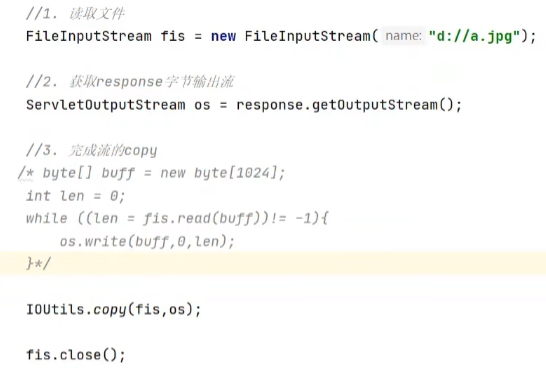 //1. 读取文件
FileInputStream fis = new FileInputStream( name: "d://a.jpg");
//2. 获取response字节输出流
ServletOutputStream os = response.getOutputStream();
//3. 完成流的copy
/* byte[] buff = new byte[1024];
int len = 0;
while ((len = fis.read(buff))!= -1){
os.write(buff,0,len);
}*/
IOUtils.copy(fis,os);
fis.close();